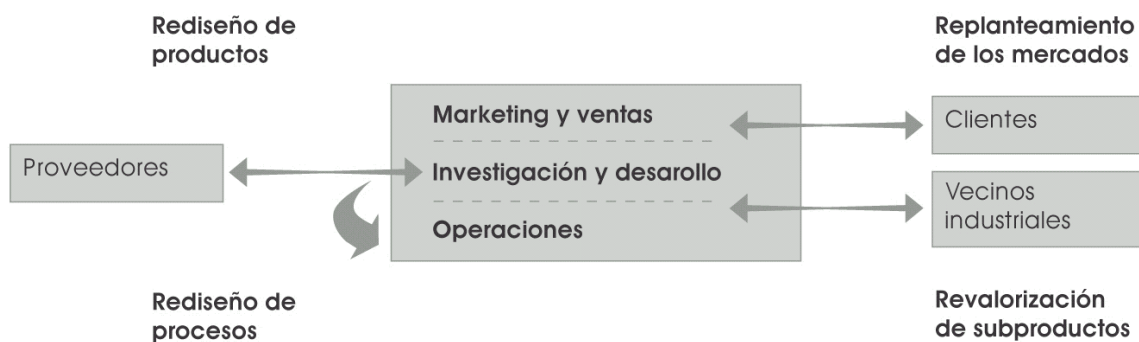 Rediseño de
productos
Replanteamiento
de los mercados
Proveedores
Marketing y ventas
Investigación y desarollo
Operaciones
Clientes
Vecinos
industriales
Rediseño de
procesos
Revalorización
de subproductos